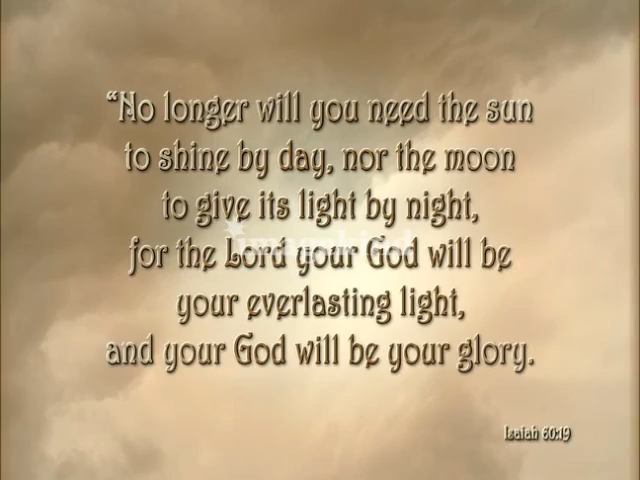 “No longer will you need the sun
to shine by day, nor the moon
to give its light by night,
for the Lord your God will be
your everlasting light,
and your God will be your glory.
Isaiah 60:19